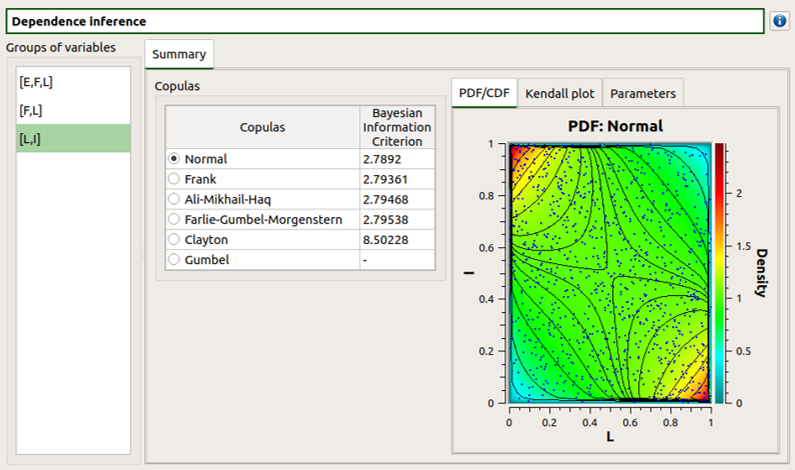 Dependence inference
Groups of variables
[E,F,L]
[F,L]
[L,I]
Summary
Copulas
Copulas
Bayesian
Information
Criterion
Normal 2.7892
Frank 2.79361
Ali-Mikhail-Haq 2.79468
Farlie-Gumbel-Morgenstern 2.79538
Clayton 8.50228
Gumbel -
PDF/CDF Kendall plot Parameters
PDF: Normal
1
0.8
0.6
0.4
0.2
0
I
0 0.2 0.4 0.6 0.8 1
L
2
1.5
1
0.5
0
Density